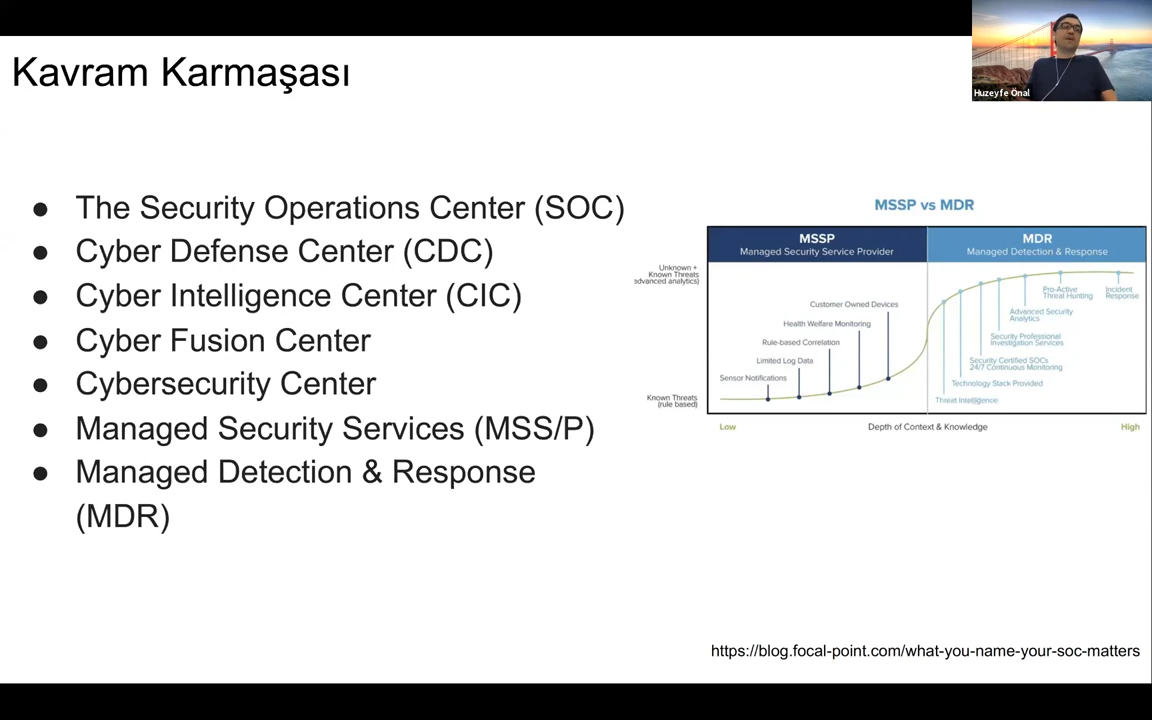 Huzeyfe Önal
Kavram Karmaşası
● The Security Operations Center (SOC)
● Cyber Defense Center (CDC)
● Cyber Intelligence Center (CIC)
● Cyber Fusion Center
● Cybersecurity Center
● Managed Security Services (MSS/P)
● Managed Detection & Response
(MDR)
MSSP vs MDR
MSSP
Managed Security Service Provider
MDR
Managed Detection & Response
Unknown +
Known Threats
advanced analytics)
Known Threats
(rule based)
Sensor Notifications
Limited Log Data
Rule-based Correlation
Health Welfare Monitoring
Customer Owned Devices
Threat Intelligence
Technology Stack Provided
Security Certified SOCs
24/7 Continuous Monitoring
Security Professional
Investigation Services
Advanced Security
Analytics
Pro-Active
Threat Hunting
Incident
Response
Low
Depth of Context & Knowledge
High
https://blog.focal-point.com/what-you-name-your-soc-matters